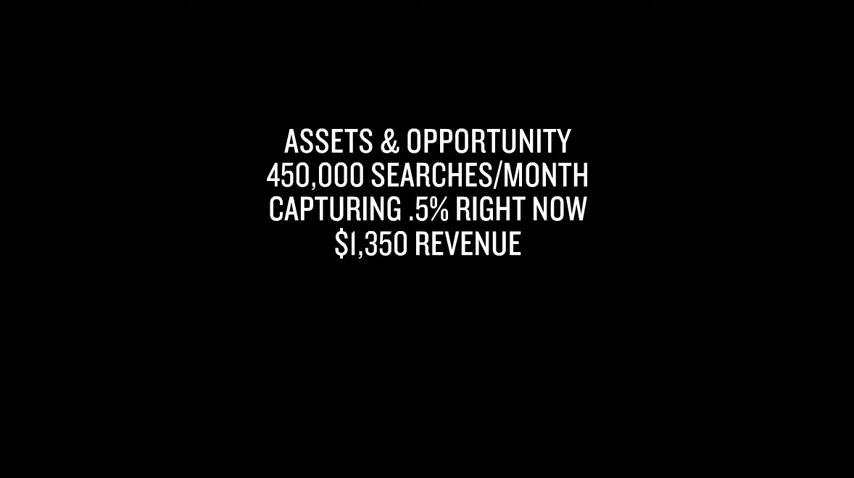 ASSETS & OPPORTUNITY
450,000 SEARCHES/MONTH
CAPTURING .5% RIGHT NOW
$1,350 REVENUE